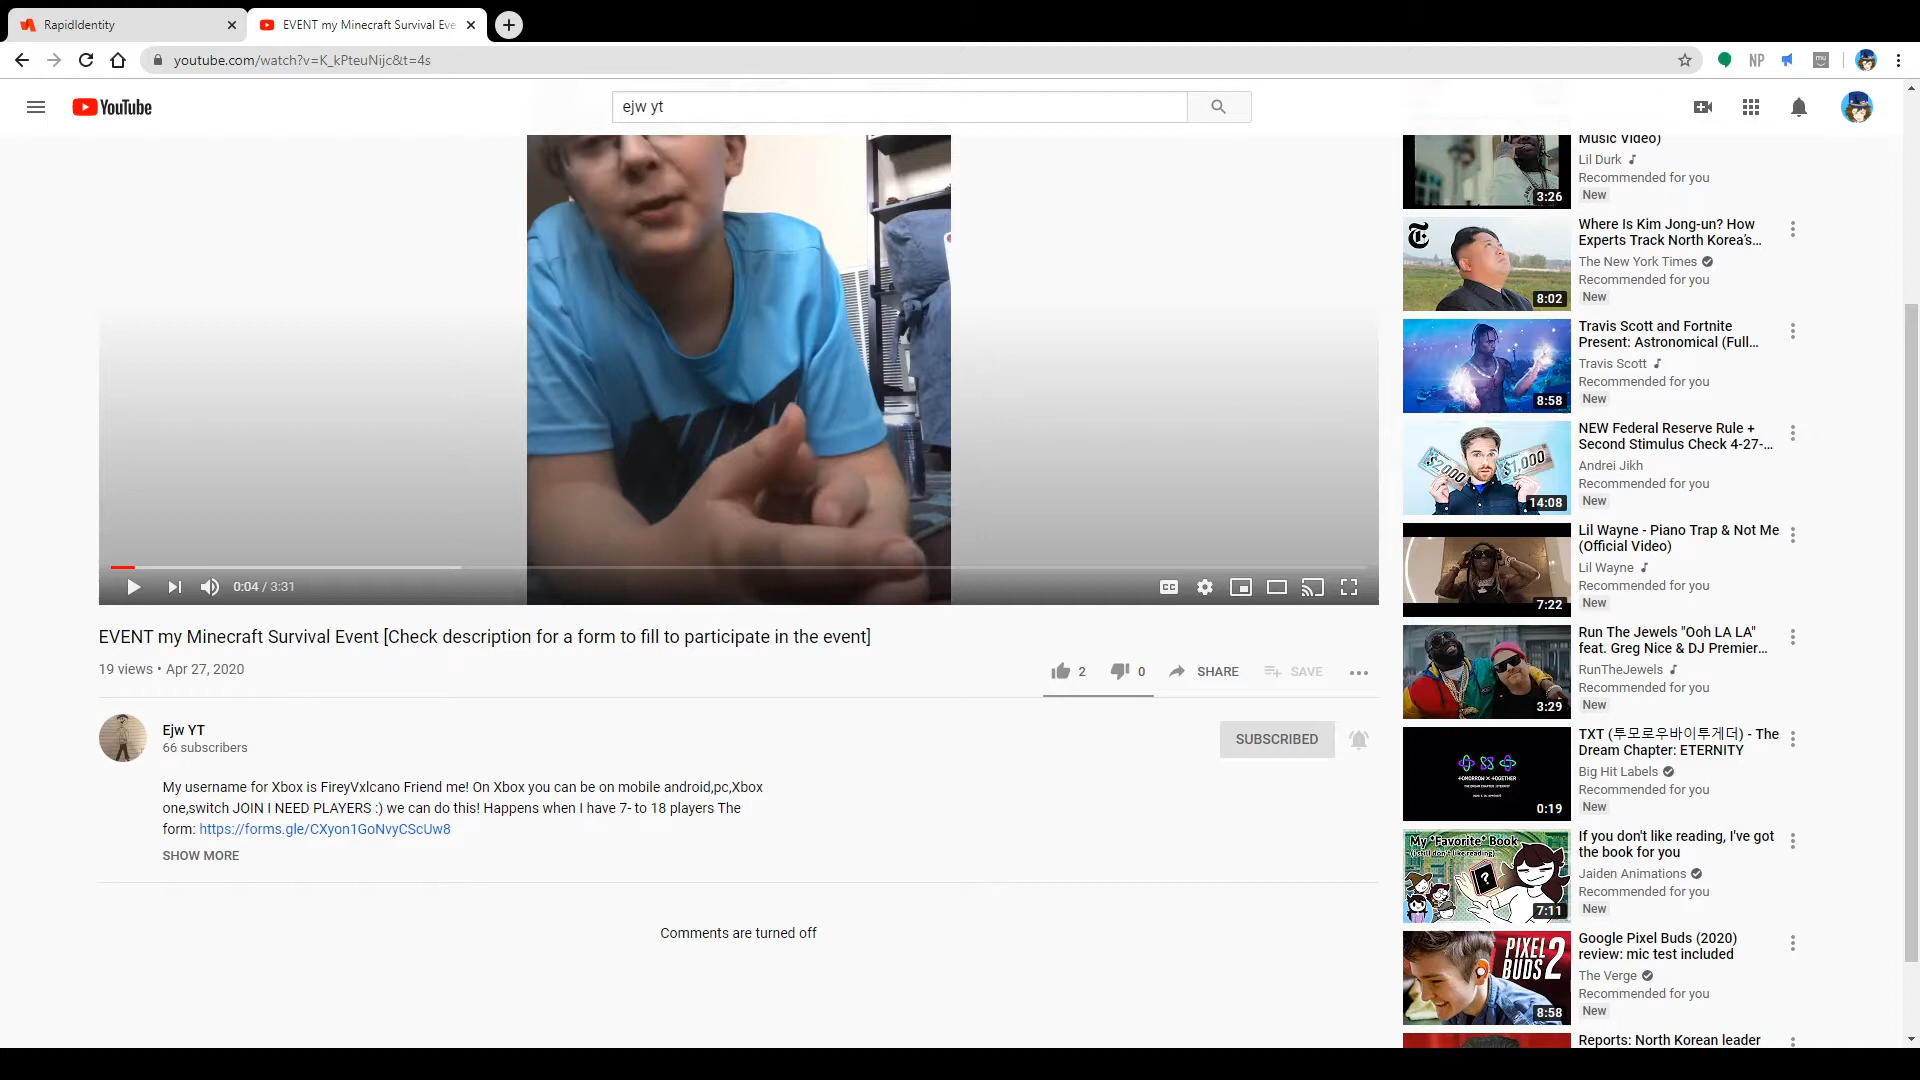 RapidIdentity
EVENT my Minecraft Survival Eve
youtube.com/watch?v=K_kPteuNijc&t=4s
NP
YouTube
ejw yt
0:04 / 3:31
CC
EVENT my Minecraft Survival Event [Check description for a form to fill to participate in the event]
19 views • Apr 27, 2020
2
0
SHARE
SAVE
Ejw YT
66 subscribers
SUBSCRIBED
My username for Xbox is FireyVxlcano Friend me! On Xbox you can be on mobile android,pc,Xbox
one,switch JOIN I NEED PLAYERS :) we can do this! Happens when I have 7- to 18 players The
form: https://forms.gle/CXyon1GoNvyCScUw8
SHOW MORE
Comments are turned off
Music Video)
Lil Durk
Recommended for you
New
3:26
Where Is Kim Jong-un? How
Experts Track North Korea's...
The New York Times
Recommended for you
New
8:02
Travis Scott and Fortnite
Present: Astronomical (Full...
Travis Scott
Recommended for you
New
8:58
NEW Federal Reserve Rule +
Second Stimulus Check 4-27-...
Andrei Jikh
Recommended for you
New
$2,000
$1,000
14:08
Lil Wayne - Piano Trap & Not Me
(Official Video)
Lil Wayne
Recommended for you
New
7:22
Run The Jewels "Ooh LA LA"
feat. Greg Nice & DJ Premier...
RunTheJewels
Recommended for you
New
3:29
TXT (투모로우바이투게더) - The
Dream Chapter: ETERNITY
Big Hit Labels
Recommended for you
New
0:19
If you don't like reading, I've got
the book for you
Jaiden Animations
Recommended for you
New
My *Favorite* Book
(i still don't like reading)
?
7:11
Google Pixel Buds (2020)
review: mic test included
The Verge
Recommended for you
New
PIXEL
BUDS 2
8:58
Reports: North Korean leader